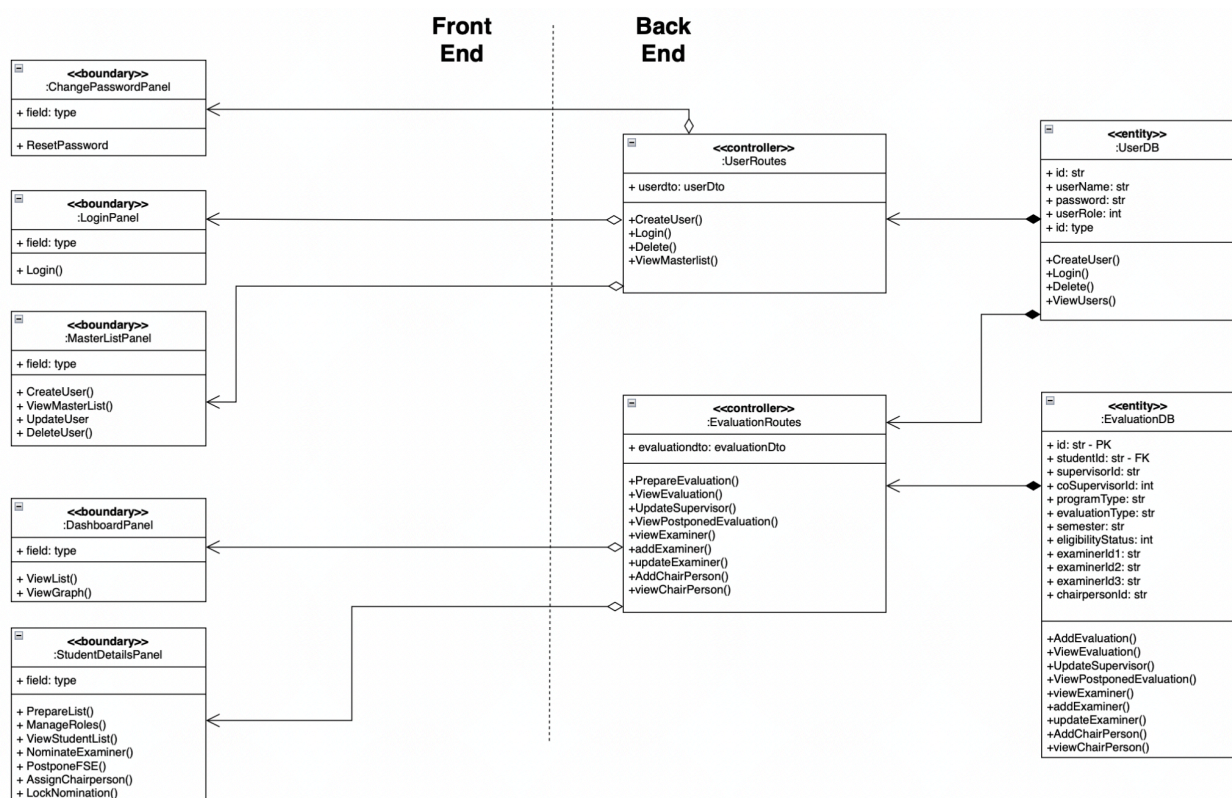 Front
End
Back
End
<<boundary>>
:ChangePasswordPanel
+ field: type
+ ResetPassword
<<boundary>>
:LoginPanel
+ field: type
+ Login()
<<boundary>>
:MasterListPanel
+ field: type
+ CreateUser()
+ ViewMasterList()
+ UpdateUser
+ DeleteUser()
<<boundary>>
:DashboardPanel
+ field: type
+ ViewList()
+ ViewGraph()
<<boundary>>
:StudentDetailsPanel
+ field: type
+ PrepareList()
+ ManageRoles()
+ ViewStudentList()
+ NominateExaminer()
+ PostponeFSE()
+ AssignChairperson()
+ LockNomination()
<<controller>>
:UserRoutes
+ userdto: userDto
+CreateUser()
+Login()
+Delete()
+ViewMasterlist()
<<controller>>
:EvaluationRoutes
+ evaluationdto: evaluationDto
+PrepareEvaluation()
+ViewEvaluation()
+UpdateSupervisor()
+ViewPostponedEvaluation()
+viewExaminer()
+addExaminer()
+updateExaminer()
+AddChairPerson()
+viewChairPerson()
<<entity>>
:UserDB
+ id: str
+ userName: str
+ password: str
+ userRole: int
+ id: type
+CreateUser()
+Login()
+Delete()
+ViewUsers()
<<entity>>
:EvaluationDB
+ id: str - PK
+ studentId: str - FK
+ supervisorId: str
+ coSupervisorId: int
+ programType: str
+ evaluationType: str
+ semester: str
+ eligibilityStatus: int
+ examinerId1: str
+ examinerId2: str
+ examinerId3: str
+ chairpersonId: str
+AddEvaluation()
+ViewEvaluation()
+UpdateSupervisor()
+ViewPostponedEvaluation()
+viewExaminer()
+addExaminer()
+updateExaminer()
+AddChairPerson()
+viewChairPerson()